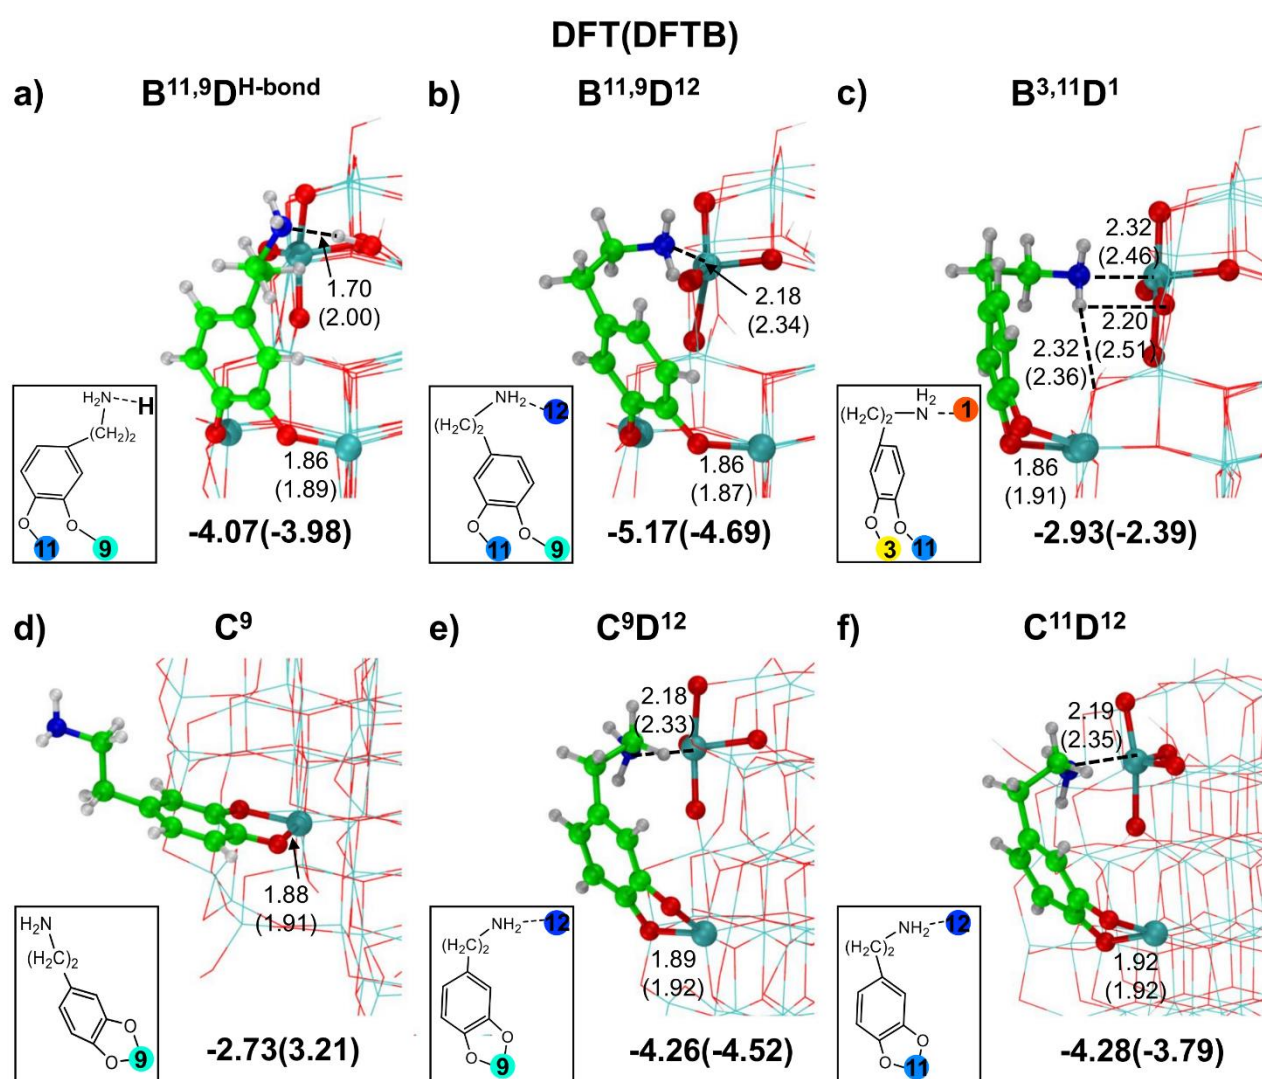 DFT(DFTB)
a) B11,9DH-bond
1.70
(2.00)
1.86
(1.89)
H2N---H
(CH2)2
O O
11 9
-4.07(-3.98)
b) B11,9D12
2.18
(2.34)
1.86
(1.87)
NH2--12
(H2C)2
O O
11 9
-5.17(-4.69)
c) B3,11D1
2.32
(2.46)
2.20
(2.51)
2.32
(2.36)
1.86
(1.91)
H2
(H2C)2—N--1
O O
3 11
-2.93(-2.39)
d) C9
1.88
(1.91)
H2N
(H2C)2
O
O 9
-2.73(3.21)
e) C9D12
2.18
(2.33)
1.89
(1.92)
NH2---12
(H2C)2
O O
9
-4.26(-4.52)
f) C11D12
2.19
(2.35)
1.92
(1.92)
NH2---12
(H2C)2
O O
11
-4.28(-3.79)